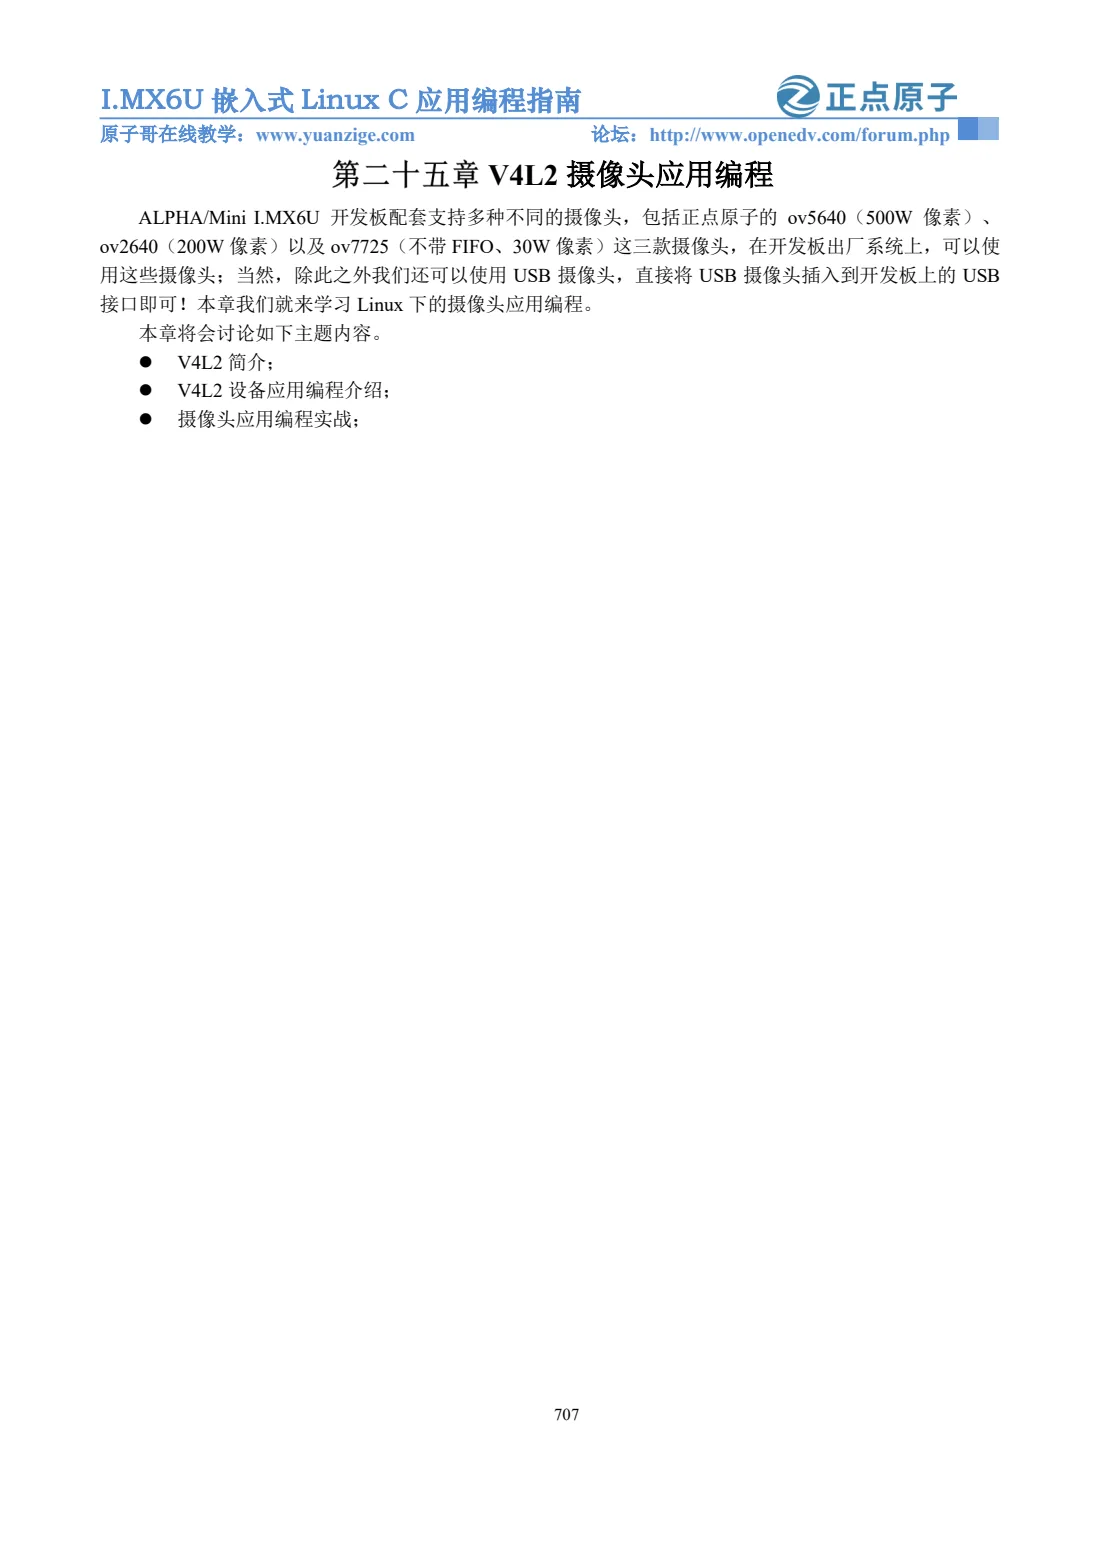 I.MX6U 嵌入式 Linux C 应用编程指南
正点原子
原子哥在线教学：www.yuanzige.com
论坛：http://www.openedv.com/forum.php
第二十五章 V4L2 摄像头应用编程
ALPHA/Mini I.MX6U 开发板配套支持多种不同的摄像头，包括正点原子的 ov5640（500W 像素）、
ov2640（200W 像素）以及 ov7725（不带 FIFO、30W 像素）这三款摄像头，在开发板出厂系统上，可以使
用这些摄像头；当然，除此之外我们还可以使用 USB 摄像头，直接将 USB 摄像头插入到开发板上的 USB
接口即可！本章我们就来学习 Linux 下的摄像头应用编程。
本章将会讨论如下主题内容。
● V4L2 简介；
● V4L2 设备应用编程介绍；
● 摄像头应用编程实战；
707